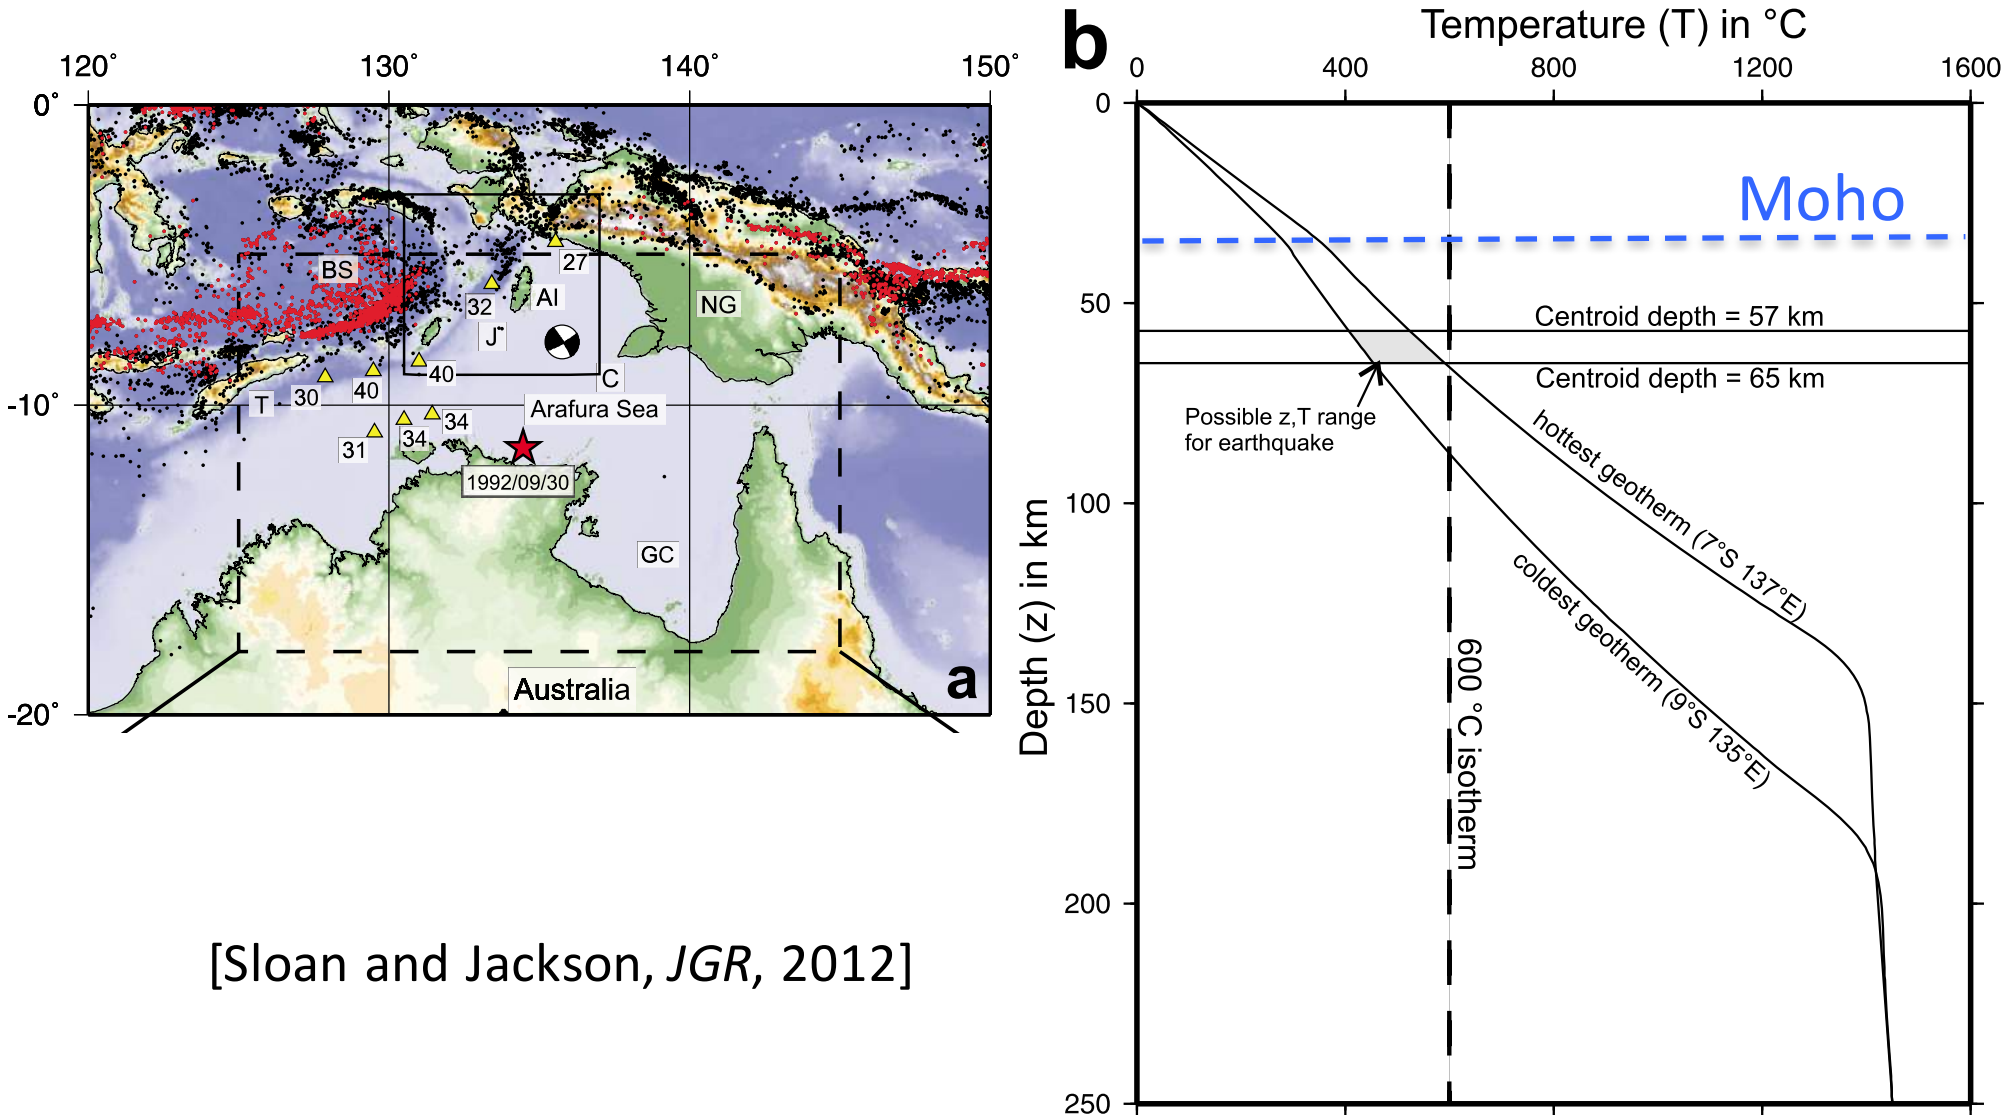 120°
130°
140°
150°
0°
-10°
-20°
BS
27
32
AI
NG
J
40
40
30
T
C
Arafura Sea
34
34
31
1992/09/30
GC
Australia
a
[Sloan and Jackson, JGR, 2012]
b
Temperature (T) in °C
0
400
800
1200
1600
0
50
100
150
200
250
Depth (z) in km
Moho
Centroid depth = 57 km
Centroid depth = 65 km
Possible z,T range
for earthquake
hottest geotherm (7°S 137°E)
coldest geotherm (9°S 135°E)
600 °C isotherm